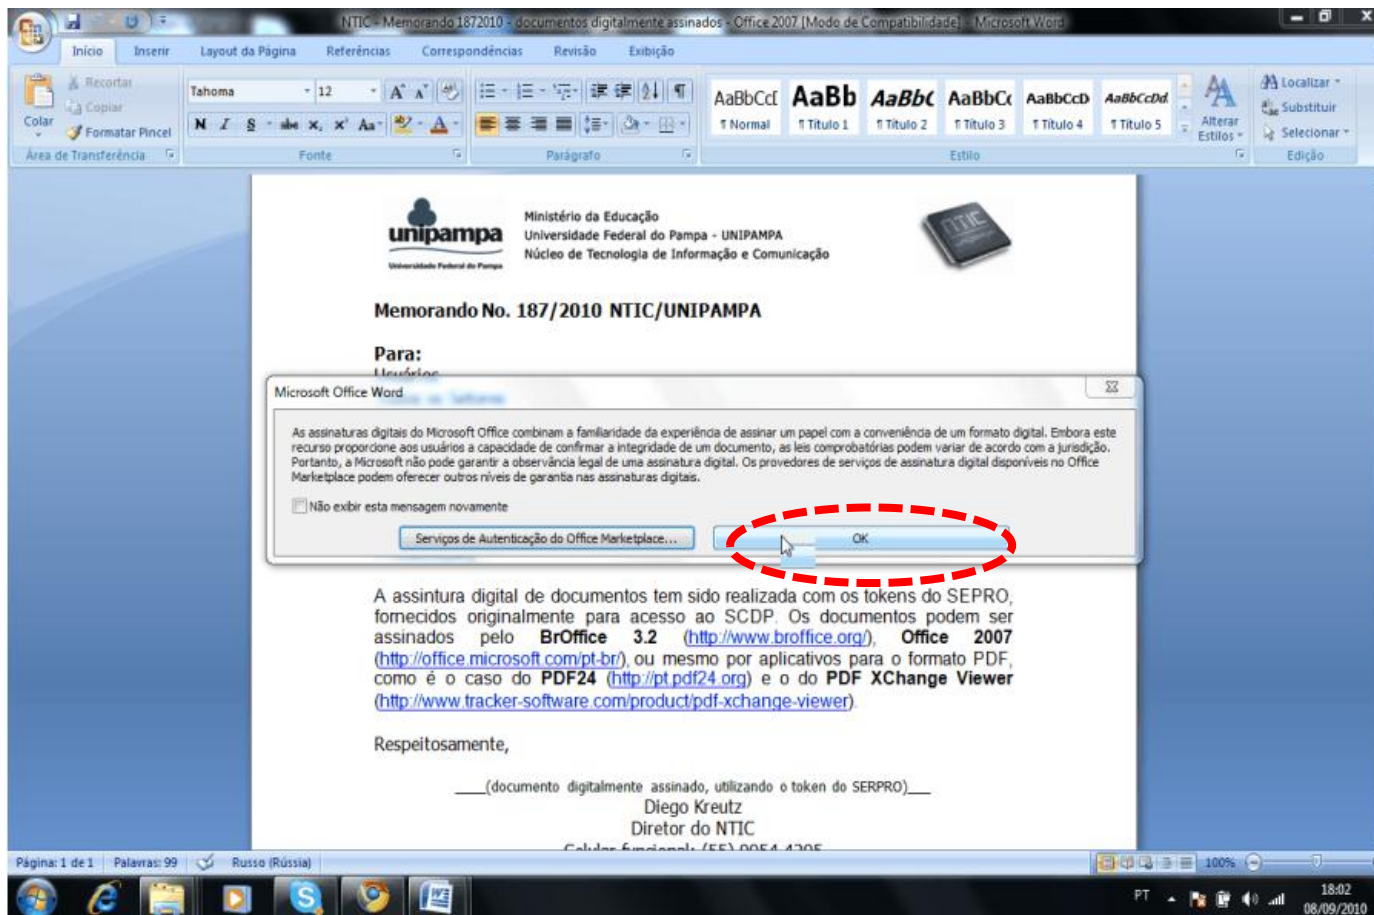 NTIC - Memorando 1872010 - documentos digitalmente assinados - Office 2007 [Modo de Compatibilidade] - Microsoft Word
Início Inserir Layout da Página Referências Correspondências Revisão Exibição
Colar
Recortar
Copiar
Formatar Pincel
Área de Transferência
Tahoma 12
N I S abe x₂ x² Aa
Fonte
Parágrafo
AaBbCcI AaBb AaBbC AaBbCc AaBbCcD AaBbCcDd
¶ Normal ¶ Título 1 ¶ Título 2 ¶ Título 3 ¶ Título 4 ¶ Título 5
Estilo
Alterar
Estilos
Localizar
Substituir
Selecionar
Edição
unipampa
Universidade Federal do Pampa
Ministério da Educação
Universidade Federal do Pampa - UNIPAMPA
Núcleo de Tecnologia de Informação e Comunicação
NTIC
Memorando No. 187/2010 NTIC/UNIPAMPA
Para:
Usuários
Microsoft Office Word
As assinaturas digitais do Microsoft Office combinam a familiaridade da experiência de assinar um papel com a conveniência de um formato digital. Embora este
recurso proporcione aos usuários a capacidade de confirmar a integridade de um documento, as leis comprobatórias podem variar de acordo com a jurisdição.
Portanto, a Microsoft não pode garantir a observância legal de uma assinatura digital. Os provedores de serviços de assinatura digital disponíveis no Office
Marketplace podem oferecer outros níveis de garantia nas assinaturas digitais.
Não exibir esta mensagem novamente
Serviços de Autenticação do Office Marketplace... OK
A assintura digital de documentos tem sido realizada com os tokens do SEPRO,
fornecidos originalmente para acesso ao SCDP. Os documentos podem ser
assinados pelo BrOffice 3.2 (http://www.broffice.org/), Office 2007
(http://office.microsoft.com/pt-br/), ou mesmo por aplicativos para o formato PDF,
como é o caso do PDF24 (http://pt.pdf24.org) e o do PDF XChange Viewer
(http://www.tracker-software.com/product/pdf-xchange-viewer).
Respeitosamente,
____(documento digitalmente assinado, utilizando o token do SERPRO)___
Diego Kreutz
Diretor do NTIC
Celular funcional: (55) 9954 4295
Página: 1 de 1 Palavras: 99 Russo (Rússia) 100%
PT 18:02
08/09/2010